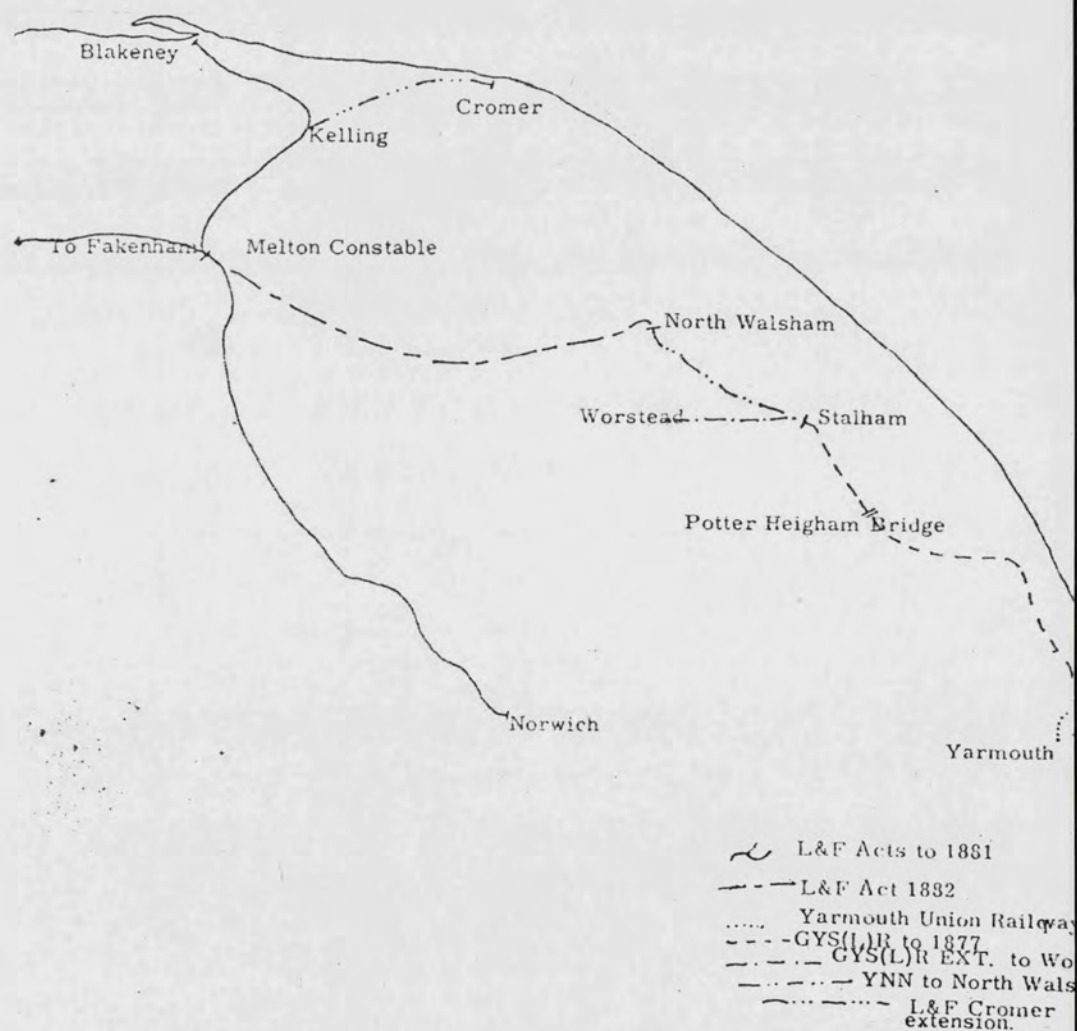 Blakeney
Cromer
Kelling
To Fakenham
Melton Constable
North Walsham
Worstead
Stalham
Potter Heigham Bridge
Norwich
Yarmouth
L&F Acts to 1881
L&F Act 1882
Yarmouth Union Railway
GYS(L)R to 1877
GYS(L)R EXT. to Wo
YNN to North Wals
L&F Cromer
extension